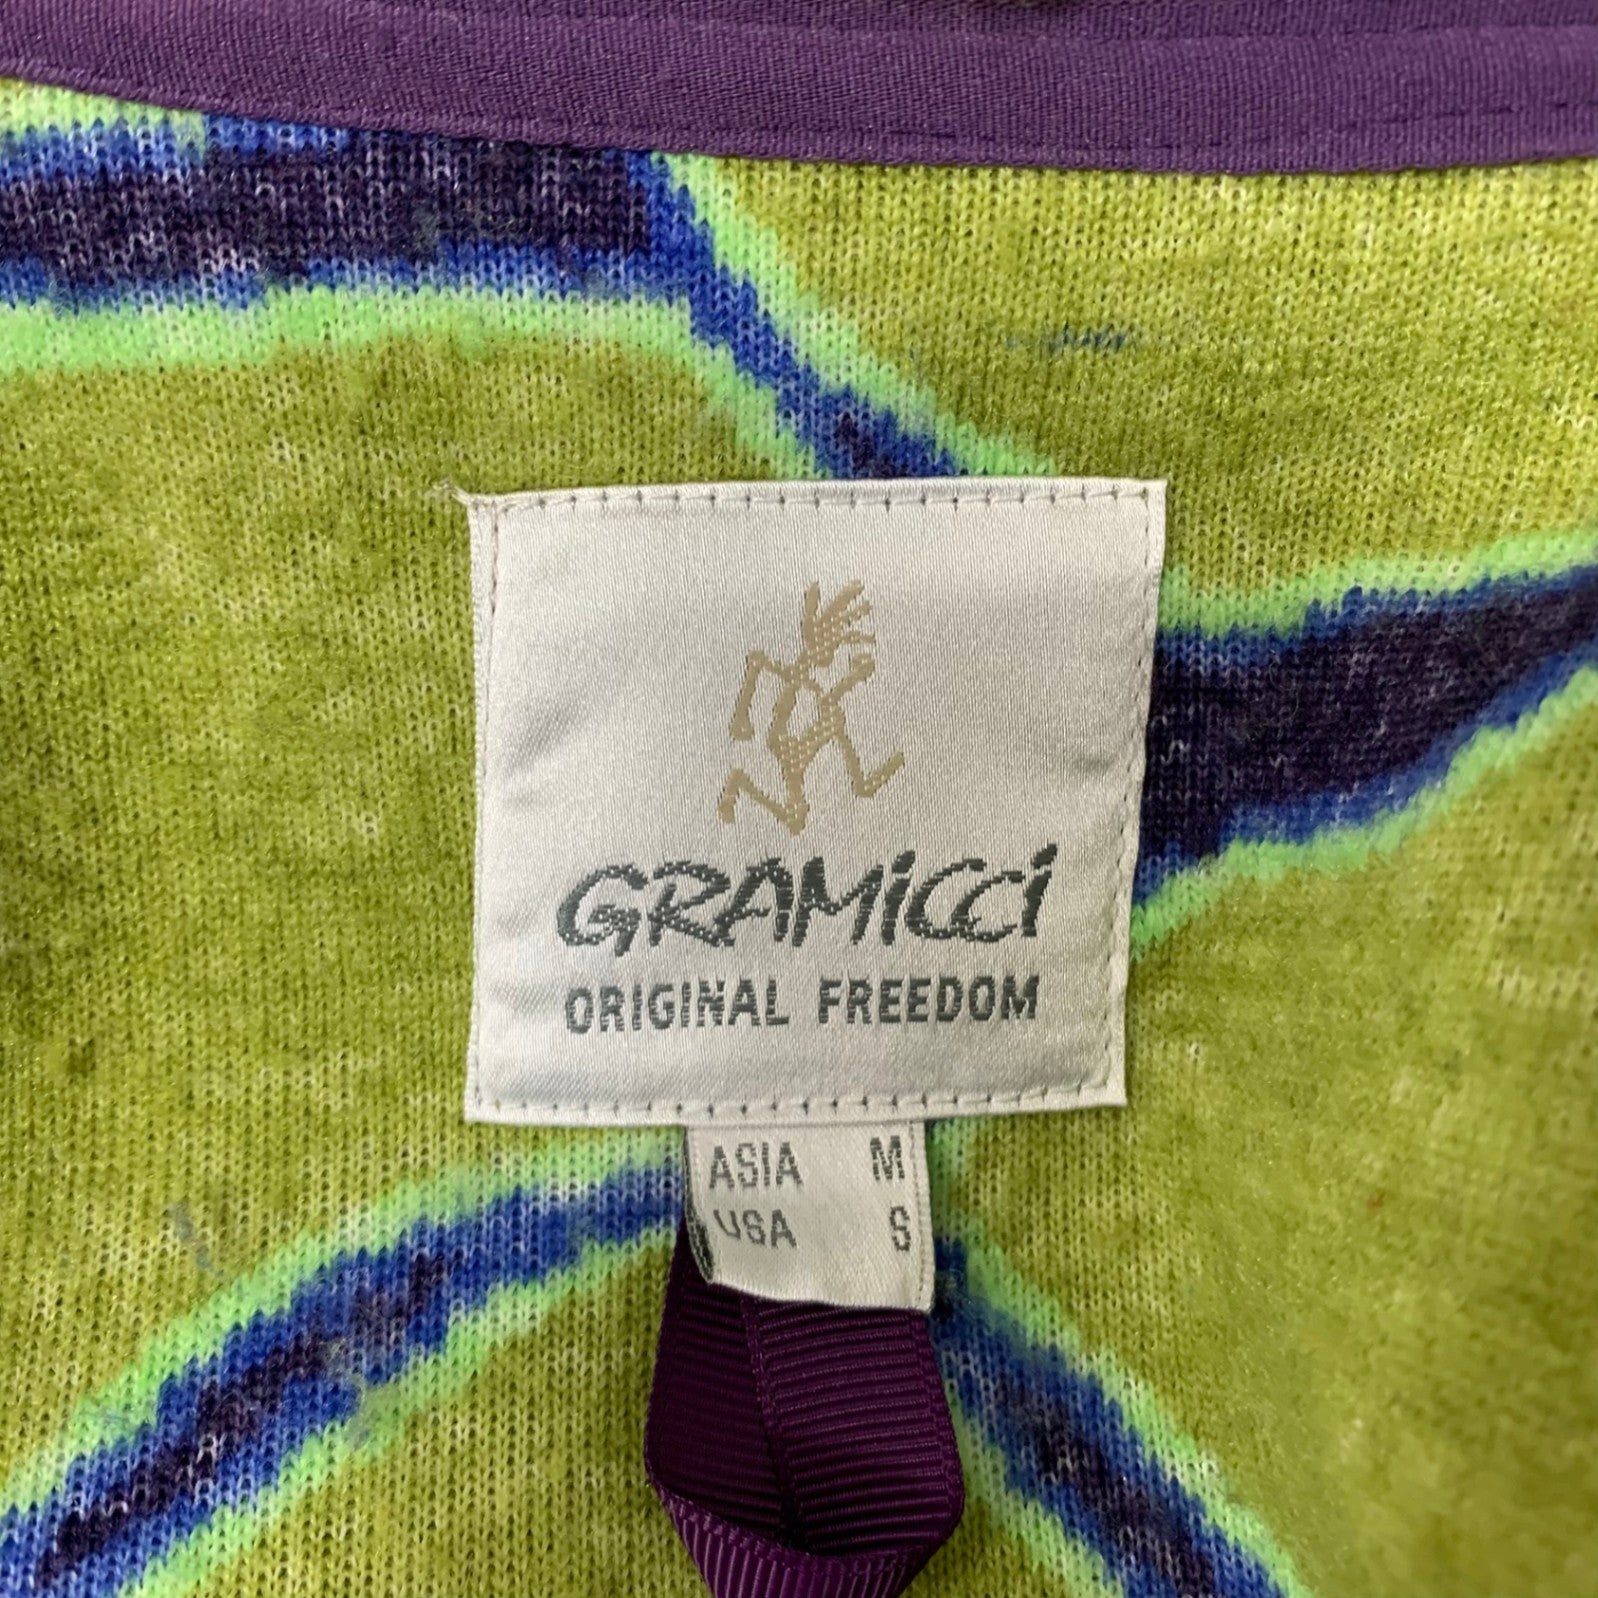 GRAMiCCi
ORIGINAL FREEDOM
ASIA M
USA S